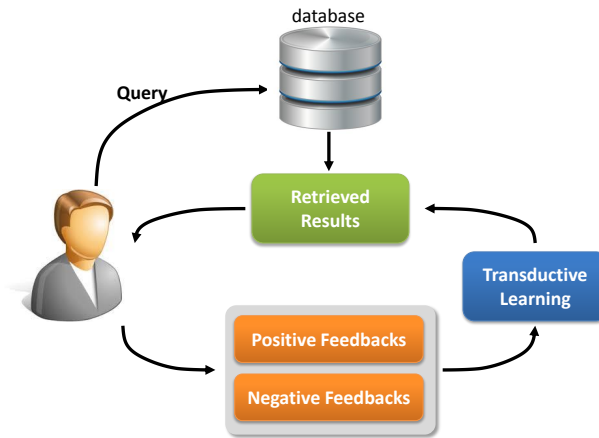 database
Query
Retrieved
Results
Transductive
Learning
Positive Feedbacks
Negative Feedbacks